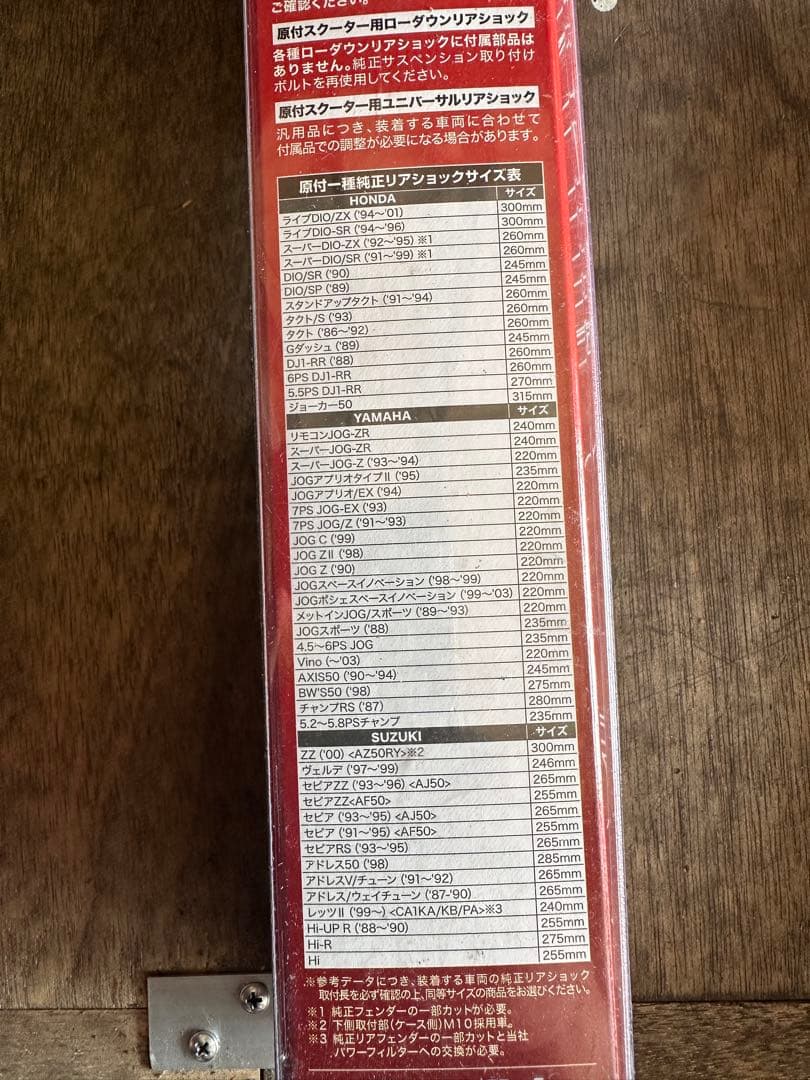 ご確認ください。
原付スクーター用ローダウンリアショック
各種ローダウンリアショックに付属部品は
ありません。純正サスペンション取り付け
ボルトを再使用してください。
原付スクーター用ユニバーサルリアショック
汎用品につき、装着する車両に合わせて
付属品での調整が必要になる場合があります。
原付一種純正リアショックサイズ表
HONDA サイズ
ライブDIO/ZX ('94〜'01) 300mm
ライブDIO-SR ('94〜'96) 300mm
スーパーDIO-ZX ('92〜'95) ※1 260mm
スーパーDIO/SR ('91〜'99) ※1 260mm
DIO/SR ('90) 245mm
DIO/SP ('89) 245mm
スタンドアップタクト ('91〜'94) 260mm
タクト/S ('93) 260mm
タクト ('86〜'92) 260mm
Gダッシュ ('89) 245mm
DJ1-RR ('88) 260mm
6PS DJ1-RR 260mm
5.5PS DJ1-RR 270mm
ジョーカー50 315mm
YAMAHA サイズ
リモコンJOG-ZR 240mm
スーパーJOG-ZR 240mm
スーパーJOG-Z ('93〜'94) 220mm
JOGアプリオタイプⅡ ('95) 235mm
JOGアプリオ/EX ('94) 220mm
7PS JOG-EX ('93) 220mm
7PS JOG/Z ('91〜'93) 220mm
JOG C ('99) 220mm
JOG ZⅡ ('98) 220mm
JOG Z ('90) 220mm
JOGスペースイノベーション ('98〜'99) 220mm
JOGポシェスペースイノベーション ('99〜'03) 220mm
メットインJOG/スポーツ ('89〜'93) 220mm
JOGスポーツ ('88) 235mm
4.5〜6PS JOG 235mm
Vino (〜'03) 220mm
AXIS50 ('90〜'94) 245mm
BW'S50 ('98) 275mm
チャンプRS ('87) 280mm
5.2〜5.8PSチャンプ 235mm
SUZUKI サイズ
ZZ ('00) <AZ50RY>※2 300mm
ヴェルデ ('97〜'99) 246mm
セピアZZ ('93〜'96) <AJ50> 265mm
セピアZZ<AF50> 255mm
セピア ('93〜'95) <AJ50> 265mm
セピア ('91〜'95) <AF50> 255mm
セピアRS ('93〜'95) 265mm
アドレス50 ('98) 285mm
アドレスV/チューン ('91〜'92) 265mm
アドレス/ウェイチューン ('87-'90) 265mm
レッツⅡ ('99〜) <CA1KA/KB/PA>※3 240mm
Hi-UP R ('88〜'90) 255mm
Hi-R 275mm
Hi 255mm
※参考データにつき、装着する車両の純正リアショック
取付長を必ず確認の上、同等サイズの商品をお選びください。
※1 純正フェンダーの一部カットが必要。
※2 下側取付部(ケース側)M10採用車。
※3 純正リアフェンダーの一部カットと当社
パワーフィルターへの交換が必要。